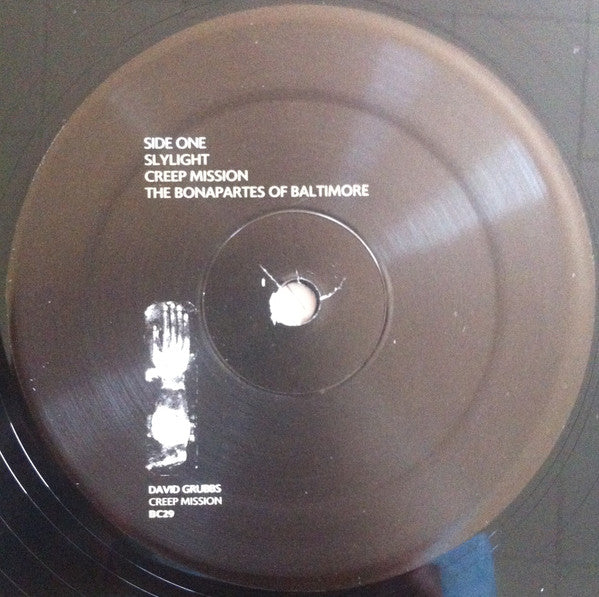 SIDE ONE
SLYLIGHT
CREEP MISSION
THE BONAPARTES OF BALTIMORE
DAVID GRUBBS
CREEP MISSION
BC29